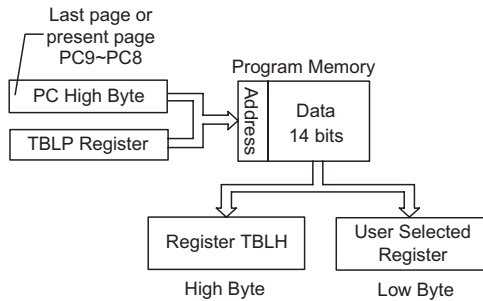 Last page or
present page
PC9~PC8
Program Memory
PC High Byte
TBLP Register
Address
Data
14 bits
Register TBLH
User Selected
Register
High Byte
Low Byte